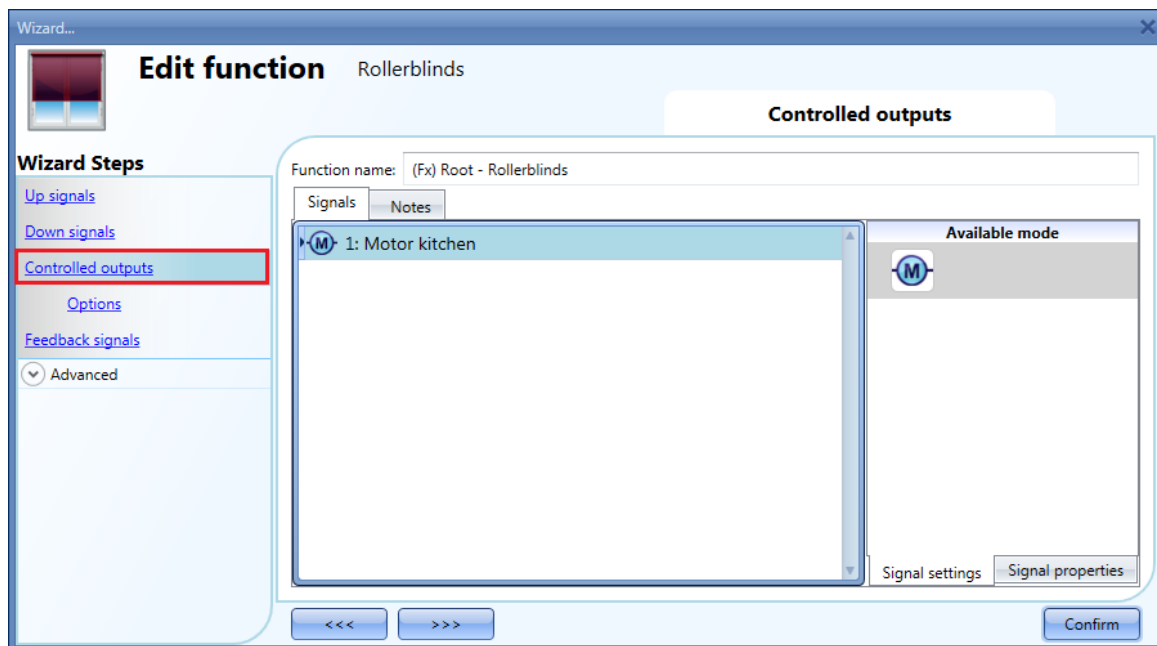 Wizard...
Edit function Rollerblinds
Controlled outputs
Wizard Steps
Up signals
Down signals
Controlled outputs
Options
Feedback signals
Advanced
Function name: (Fx) Root - Rollerblinds
Signals Notes
M 1: Motor kitchen
Available mode
M
Signal settings Signal properties
<<< >>> Confirm